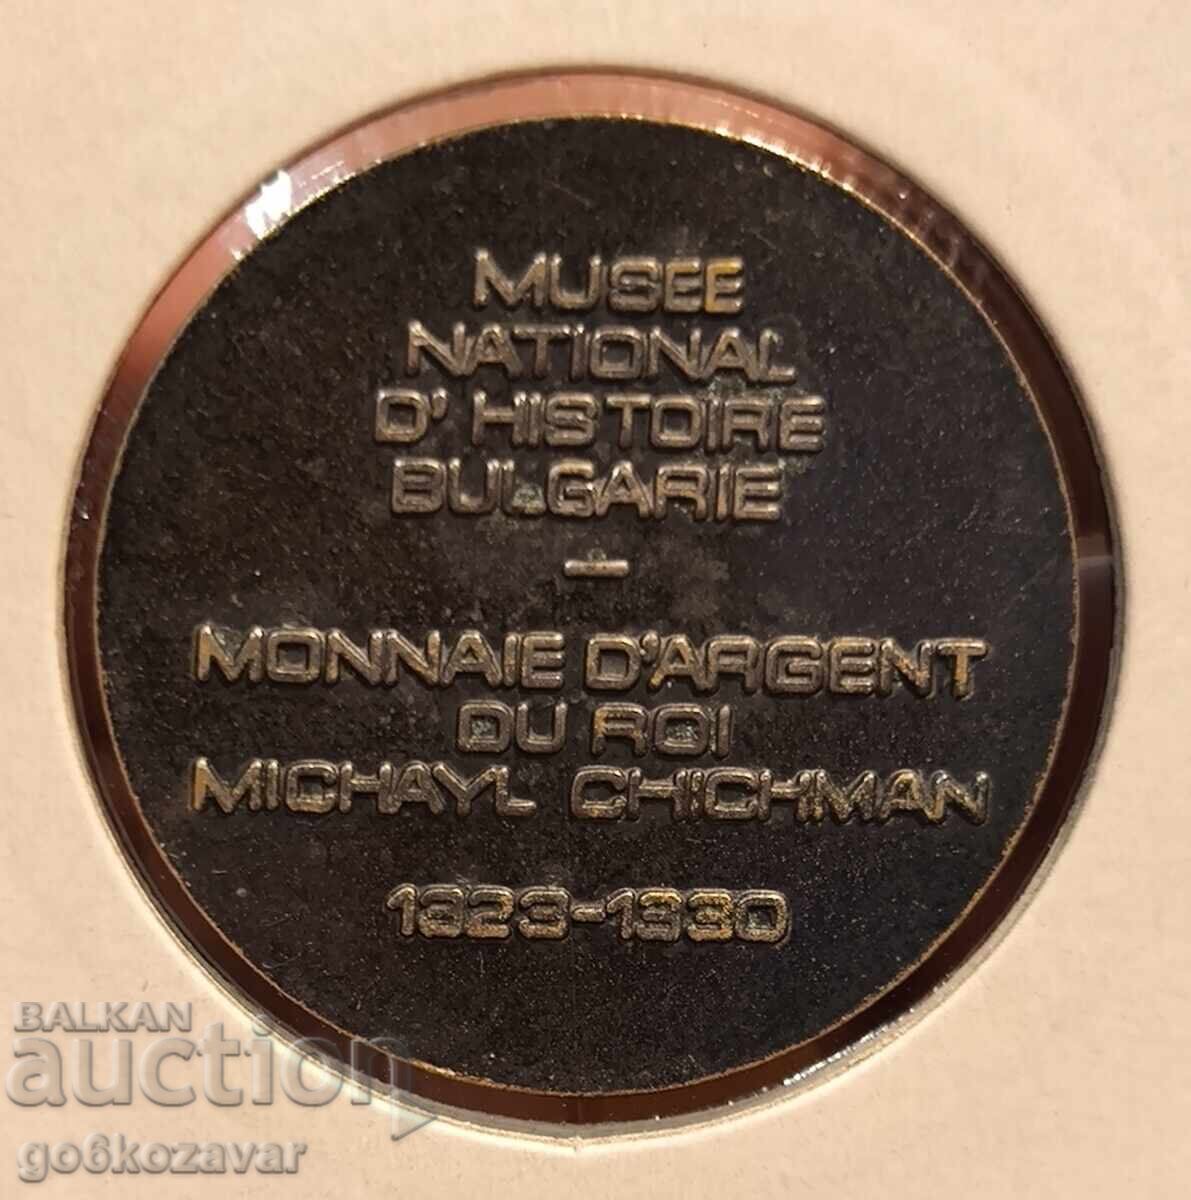 MUSEE
NATIONAL
D'HISTOIRE
BULGARIE
–
MONNAIE D'ARGENT
DU ROI
MICHAYL CHICHMAN
1323-1330
BALKAN
auction
go6kozavar